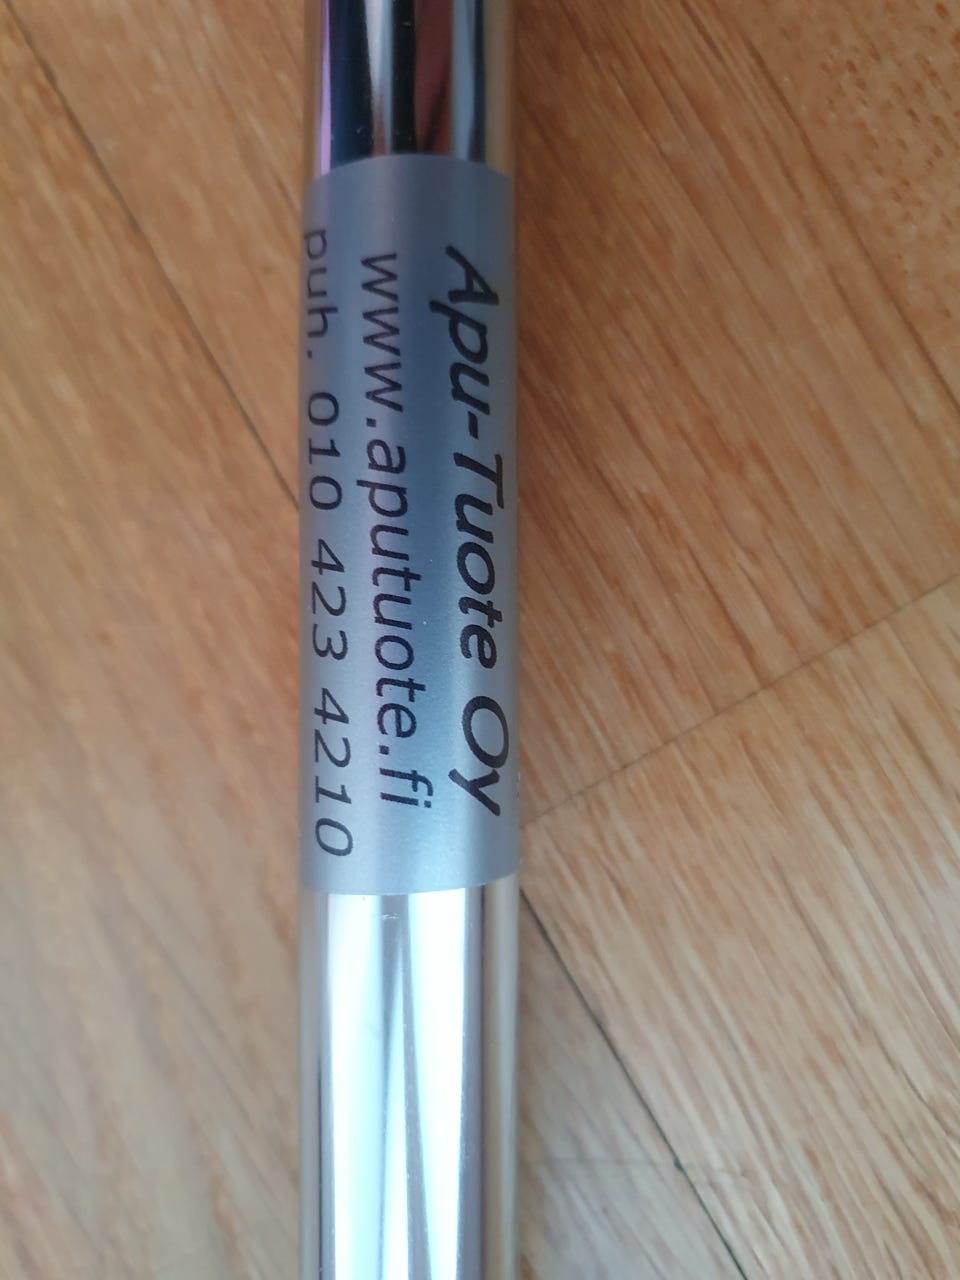 Apu-Tuote Oy
www.aputuote.fi
puh. 010 423 4210